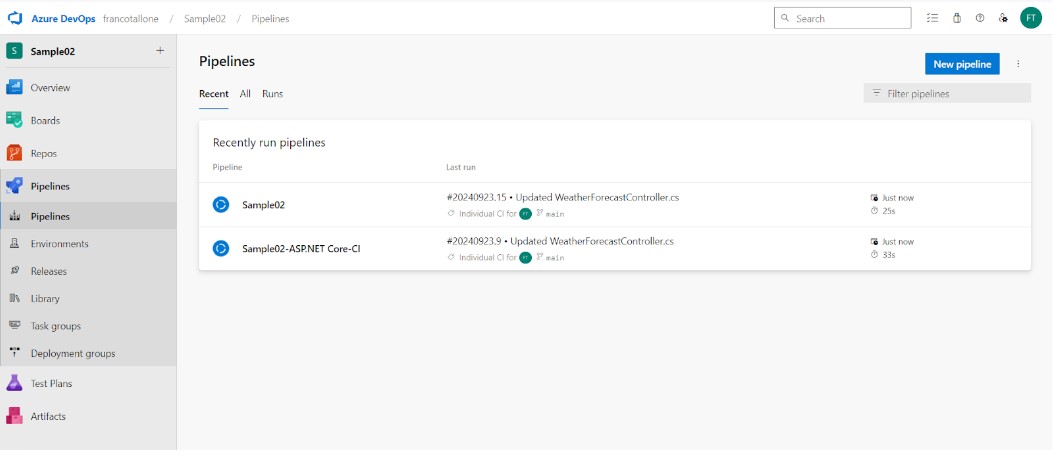 Azure DevOps francotallone / Sample02 / Pipelines Search FT
S Sample02 +
Overview
Boards
Repos
Pipelines
Pipelines
Environments
Releases
Library
Task groups
Deployment groups
Test Plans
Artifacts
Pipelines
New pipeline
Recent All Runs
Filter pipelines
Recently run pipelines
Pipeline Last run
Sample02 #20240923.15 • Updated WeatherForecastController.cs Just now
Individual CI for FT main 25s
Sample02-ASP.NET Core-CI #20240923.9 • Updated WeatherForecastController.cs Just now
Individual CI for FT main 33s